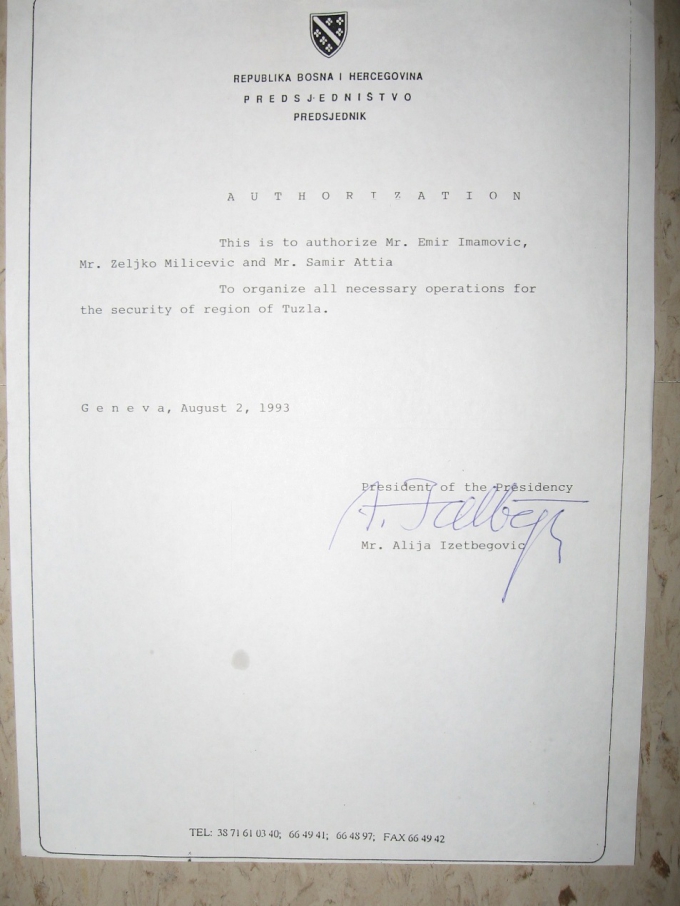 REPUBLIKA BOSNA I HERCEGOVINA
PREDSJEDNIŠTVO
PREDSJEDNIK
AUTHORIZATION
This is to authorize Mr. Emir Imamovic,
Mr. Zeljko Milicevic and Mr. Samir Attia
To organize all necessary operations for
the security of region of Tuzla.
Geneva, August 2, 1993
President of the Presidency
Mr. Alija Izetbegovic
TEL: 38 71 61 03 40; 66 49 41; 66 48 97; FAX 66 49 42